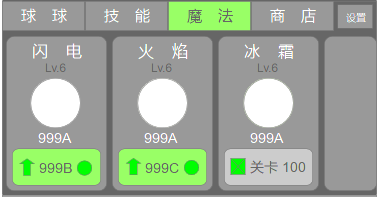 球 球 技 能 魔 法 商 店 设置
闪 电 火 焰 冰 霜
Lv.6 Lv.6 Lv.6
999A 999A 999A
999B 999C 关卡 100